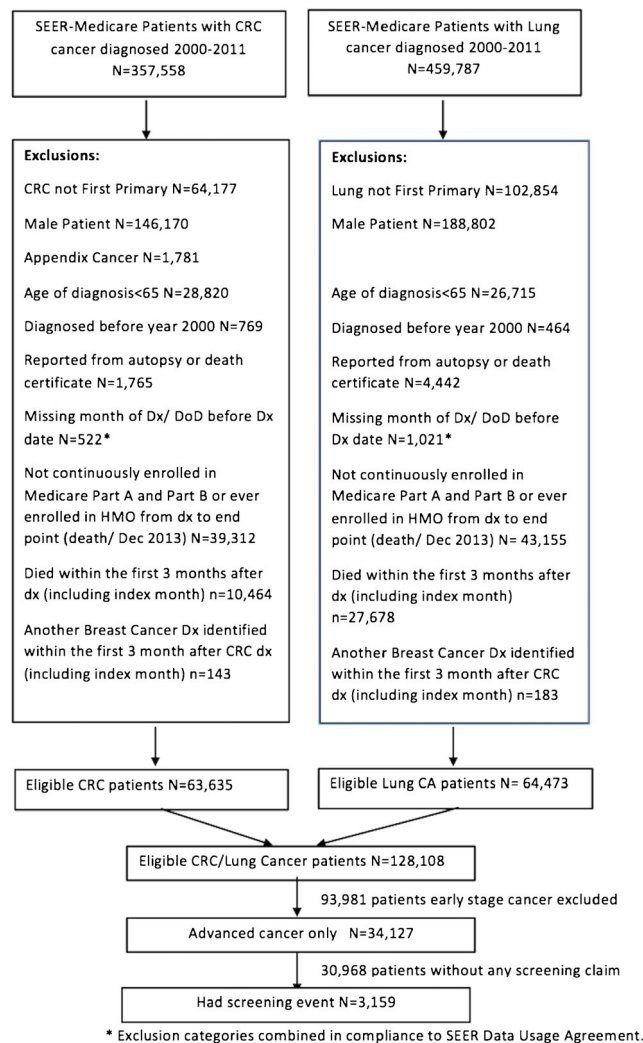 SEER-Medicare Patients with CRC
cancer diagnosed 2000-2011
N=357,558
SEER-Medicare Patients with Lung
cancer diagnosed 2000-2011
N=459,787
Exclusions:
CRC not First Primary N=64,177
Male Patient N=146,170
Appendix Cancer N=1,781
Age of diagnosis<65 N=28,820
Diagnosed before year 2000 N=769
Reported from autopsy or death
certificate N=1,765
Missing month of Dx/ DoD before Dx
date N=522*
Not continuously enrolled in
Medicare Part A and Part B or ever
enrolled in HMO from dx to end
point (death/ Dec 2013) N=39,312
Died within the first 3 months after
dx (including index month) n=10,464
Another Breast Cancer Dx identified
within the first 3 month after CRC dx
(including index month) n=143
Exclusions:
Lung not First Primary N=102,854
Male Patient N=188,802
Age of diagnosis<65 N=26,715
Diagnosed before year 2000 N=464
Reported from autopsy or death
certificate N=4,442
Missing month of Dx/ DoD before
Dx date N=1,021*
Not continuously enrolled in
Medicare Part A and Part B or ever
enrolled in HMO from dx to end
point (death/ Dec 2013) N= 43,155
Died within the first 3 months after
dx (including index month)
n=27,678
Another Breast Cancer Dx identified
within the first 3 month after CRC
dx (including index month) n=183
Eligible CRC patients N=63,635
Eligible Lung CA patients N= 64,473
Eligible CRC/Lung Cancer patients N=128,108
93,981 patients early stage cancer excluded
Advanced cancer only N=34,127
30,968 patients without any screening claim
Had screening event N=3,159
* Exclusion categories combined in compliance to SEER Data Usage Agreement.